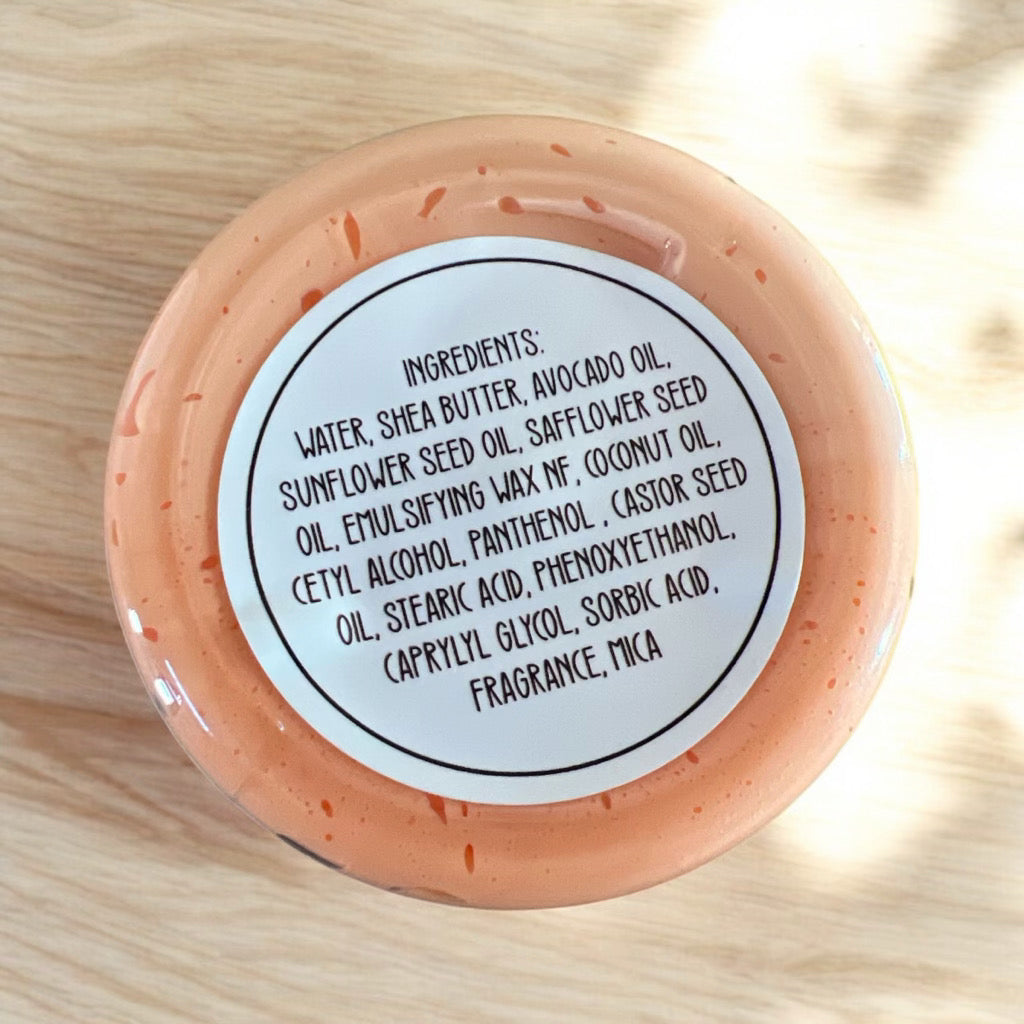 INGREDIENTS:
WATER, SHEA BUTTER, AVOCADO OIL,
SUNFLOWER SEED OIL, SAFFLOWER SEED
OIL, EMULSIFYING WAX NF, COCONUT OIL,
CETYL ALCOHOL, PANTHENOL , CASTOR SEED
OIL, STEARIC ACID, PHENOXYETHANOL,
CAPRYLYL GLYCOL, SORBIC ACID,
FRAGRANCE, MICA